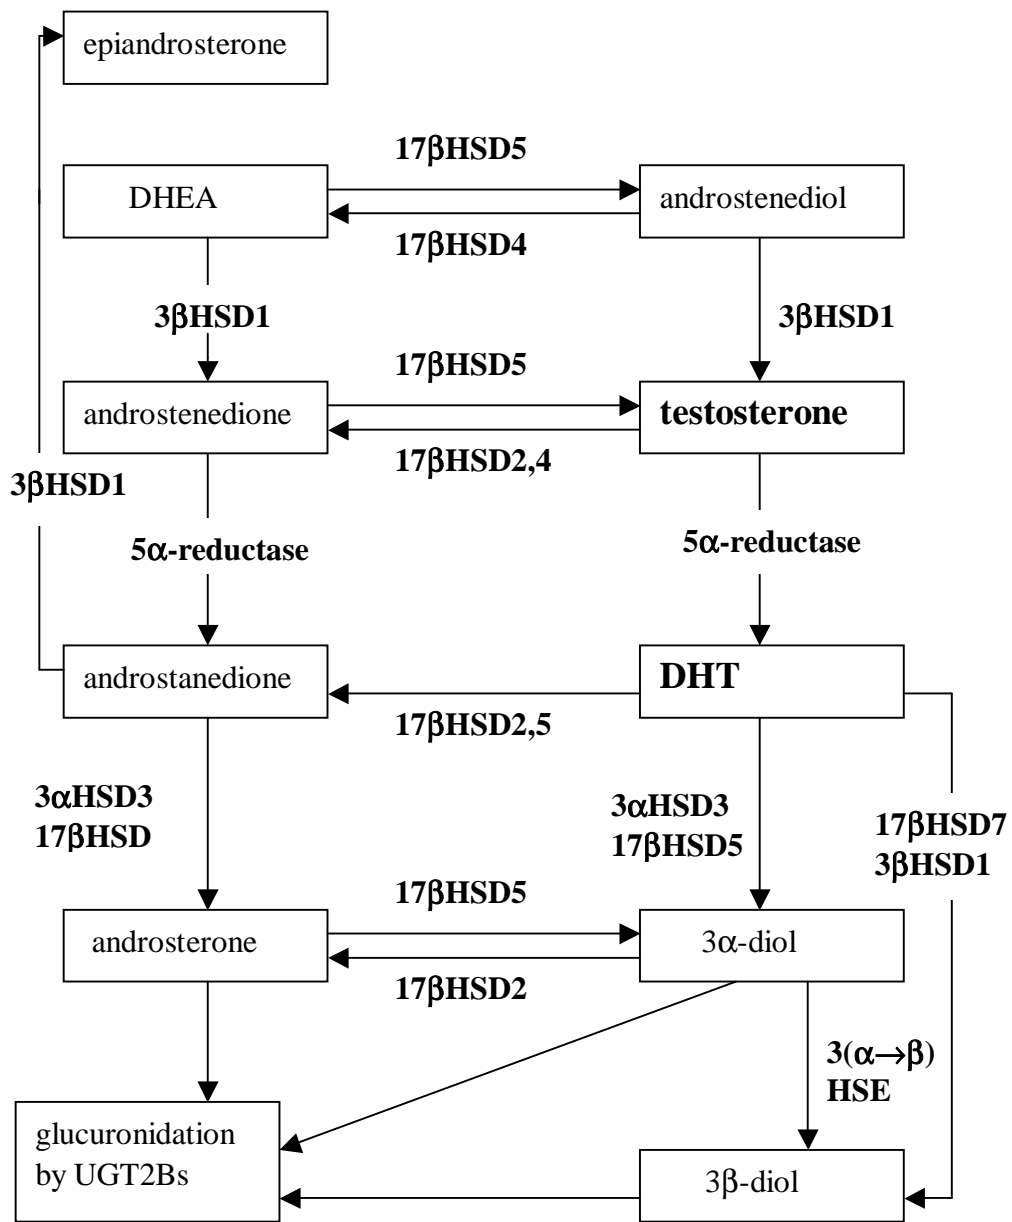 epiandrosterone
17βHSD5
DHEA
androstenediol
17βHSD4
3βHSD1
3βHSD1
17βHSD5
androstenedione
testosterone
17βHSD2,4
3βHSD1
5α-reductase
5α-reductase
androstanedione
DHT
17βHSD2,5
3αHSD3
17βHSD
3αHSD3
17βHSD5
17βHSD7
3βHSD1
17βHSD5
androsterone
3α-diol
17βHSD2
3(α→β)
HSE
glucuronidation
by UGT2Bs
3β-diol